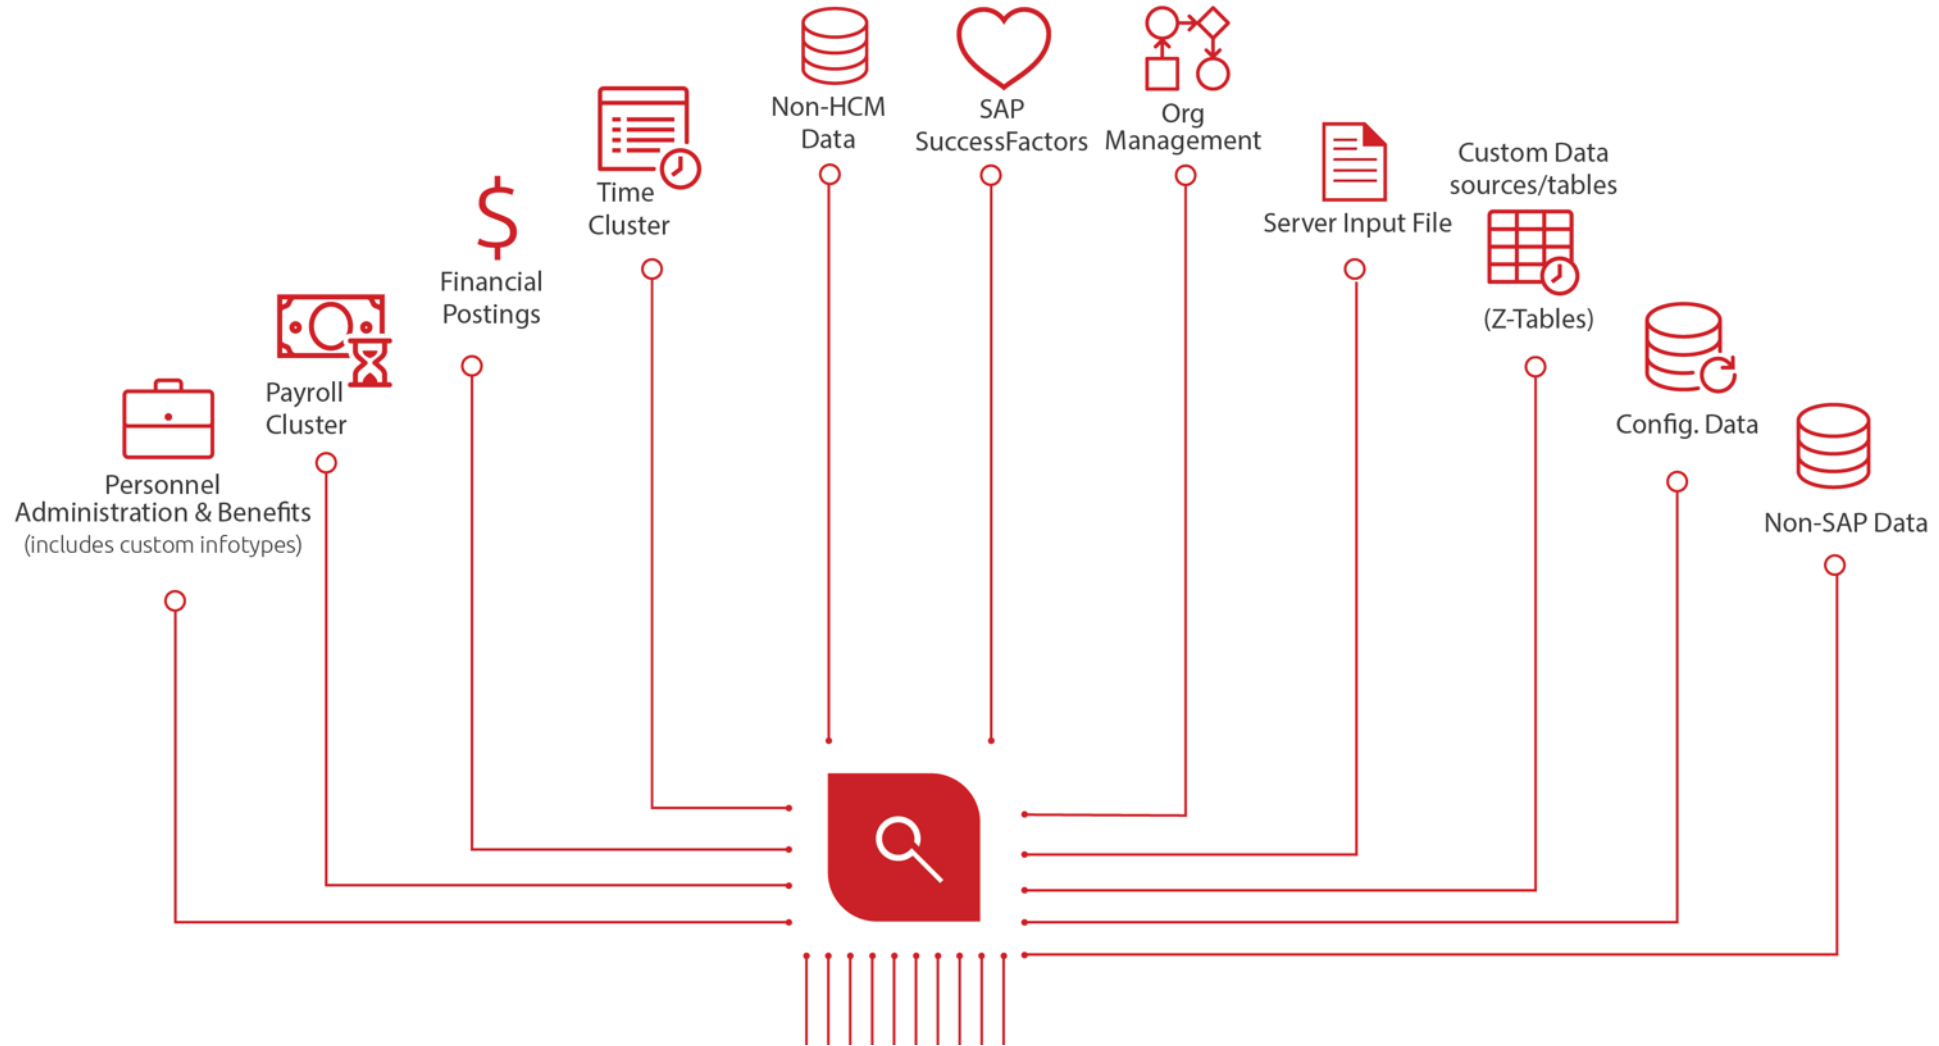 Non-HCM
Data
SAP
SuccessFactors
Org
Management
Time
Cluster
Server Input File
Custom Data
sources/tables
(Z-Tables)
Financial
Postings
Payroll
Cluster
Config. Data
Personnel
Administration & Benefits
(includes custom infotypes)
Non-SAP Data